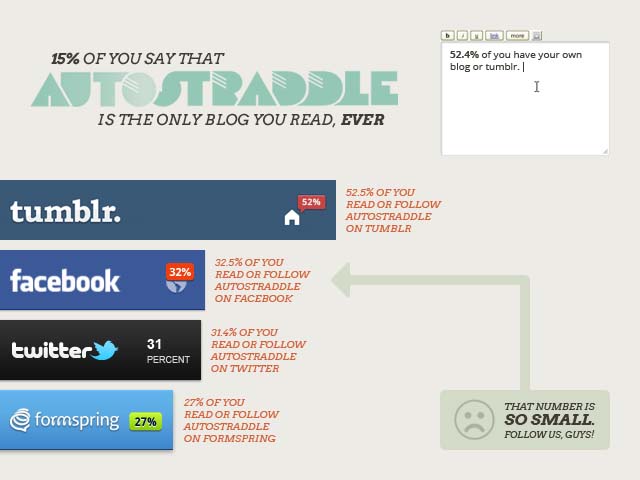 15% OF YOU SAY THAT
AUTOSTRADDLE
IS THE ONLY BLOG YOU READ, EVER
b i u link more
52.4% of you have your own
blog or tumblr.
tumblr.
52%
52.5% OF YOU
READ OR FOLLOW
AUTOSTRADDLE
ON TUMBLR
facebook
32%
32.5% OF YOU
READ OR FOLLOW
AUTOSTRADDLE
ON FACEBOOK
twitter
31
PERCENT
31.4% OF YOU
READ OR FOLLOW
AUTOSTRADDLE
ON TWITTER
formspring
27%
27% OF YOU
READ OR FOLLOW
AUTOSTRADDLE
ON FORMSPRING
THAT NUMBER IS
SO SMALL.
FOLLOW US, GUYS!